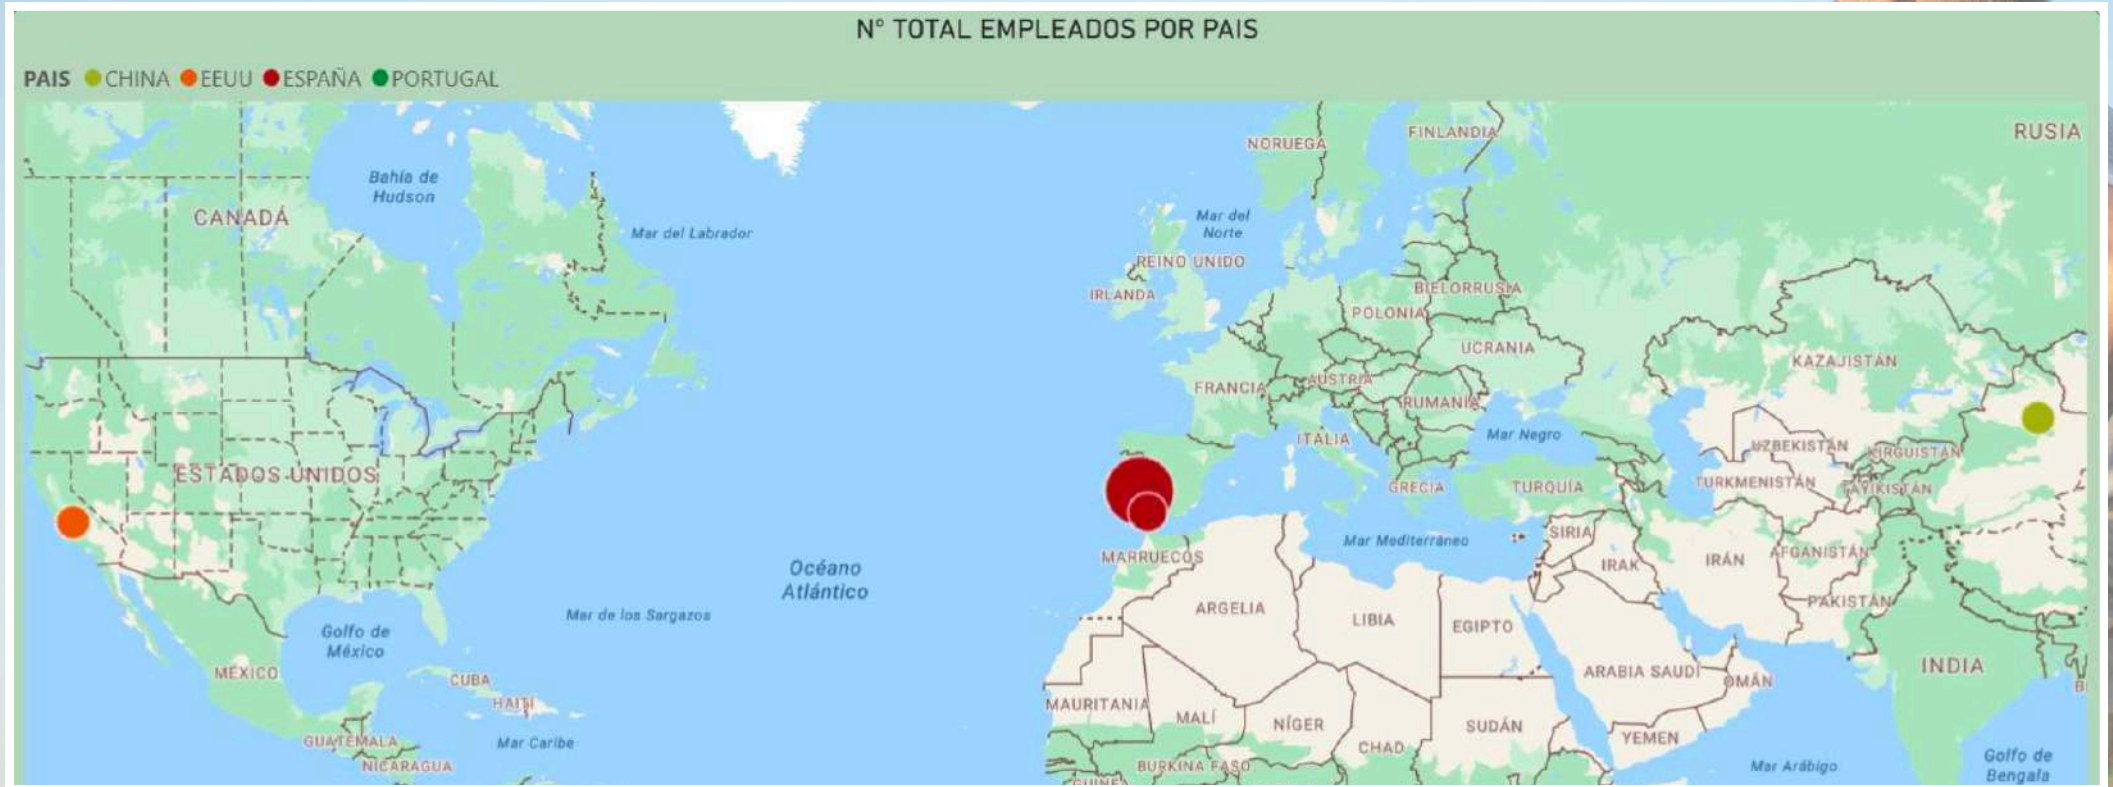 Nº TOTAL EMPLEADOS POR PAIS
PAIS CHINA EEUU ESPAÑA PORTUGAL
RUSIA
FINLANDIA
NORUEGA
Bahía de
Hudson
CANADÁ
Mar del
Norte
Mar del Labrador
REINO UNIDO
IRLANDA
BIELORRUSIA
POLONIA
UCRANIA
KAZAJISTÁN
FRANCIA
AUSTRIA
RUMANIA
Mar Negro
ITALIA
UZBEKISTÁN
KIRGUISTÁN
ESTADOS UNIDOS
GRECIA
TURQUÍA
TURKMENISTÁN
TAYIKISTÁN
SIRIA
Mar Mediterráneo
MARRUECOS
IRAK
IRÁN
AFGANISTÁN
Océano
Atlántico
PAKISTÁN
ARGELIA
LIBIA
EGIPTO
Mar de los Sargazos
Golfo de
México
INDIA
MÉXICO
CUBA
ARABIA SAUDÍ
OMÁN
HAITÍ
MAURITANIA
MALÍ
NÍGER
SUDÁN
YEMEN
GUATEMALA
Mar Caribe
CHAD
NICARAGUA
BURKINA FASO
Mar Arábigo
Golfo de
Bengala